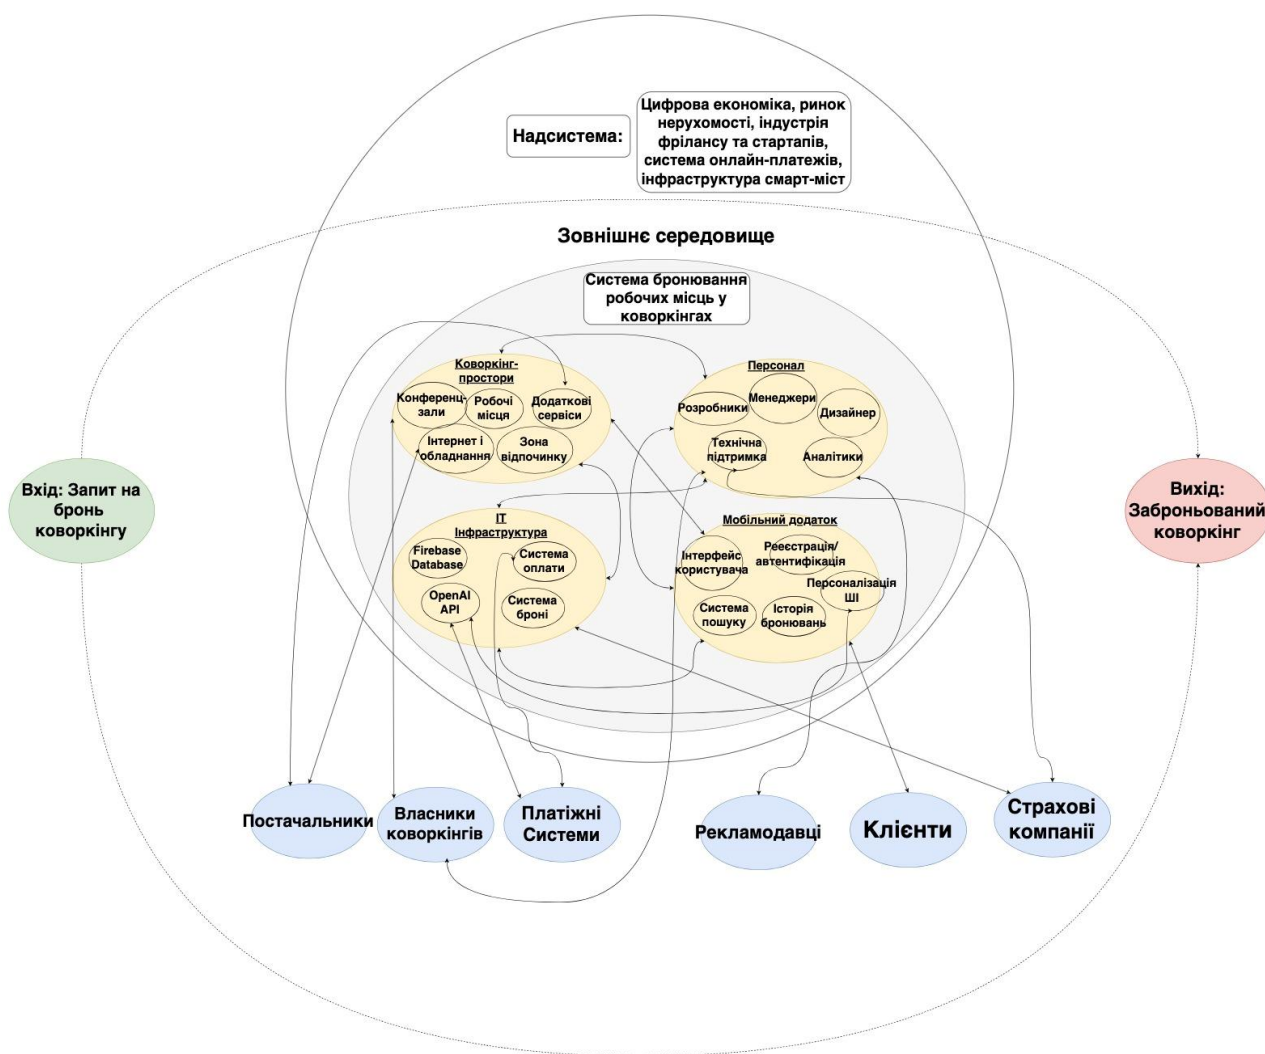 Надсистема:
Цифрова економіка, ринок
нерухомості, індустрія
фрілансу та стартапів,
система онлайн-платежів,
інфраструктура смарт-міст
Зовнішнє середовище
Система бронювання
робочих місць у
коворкінгах
Коворкінг-
простори
Конференц-
зали
Робочі
місця
Додаткові
сервіси
Інтернет і
обладнання
Зона
відпочинку
Персонал
Розробники
Менеджери
Дизайнер
Технічна
підтримка
Аналітики
Вхід: Запит на
бронь
коворкінгу
Вихід:
Заброньований
коворкінг
ІТ
Інфраструктура
Firebase
Database
Система
оплати
OpenAI
API
Система
броні
Мобільний додаток
Інтерфейс
користувача
Реєстрація/
автентифікація
Персоналізація
ШІ
Система
пошуку
Історія
бронювань
Постачальники
Власники
коворкінгів
Платіжні
Системи
Рекламодавці
Клієнти
Страхові
компанії